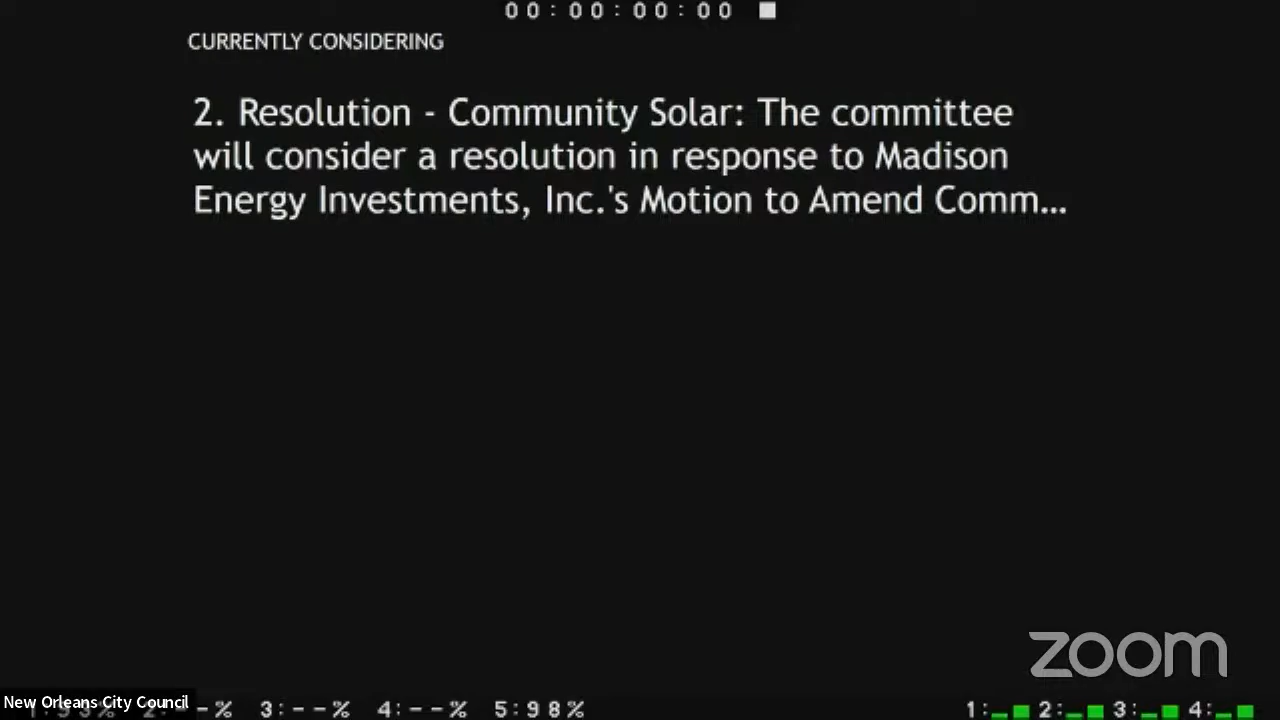 00:00:00:00
CURRENTLY CONSIDERING
2. Resolution - Community Solar: The committee
will consider a resolution in response to Madison
Energy Investments, Inc.'s Motion to Amend Comm...
zoom
New Orleans City Council
-% 3:--% 4:--% 5:98% 1: 2: 3: 4: